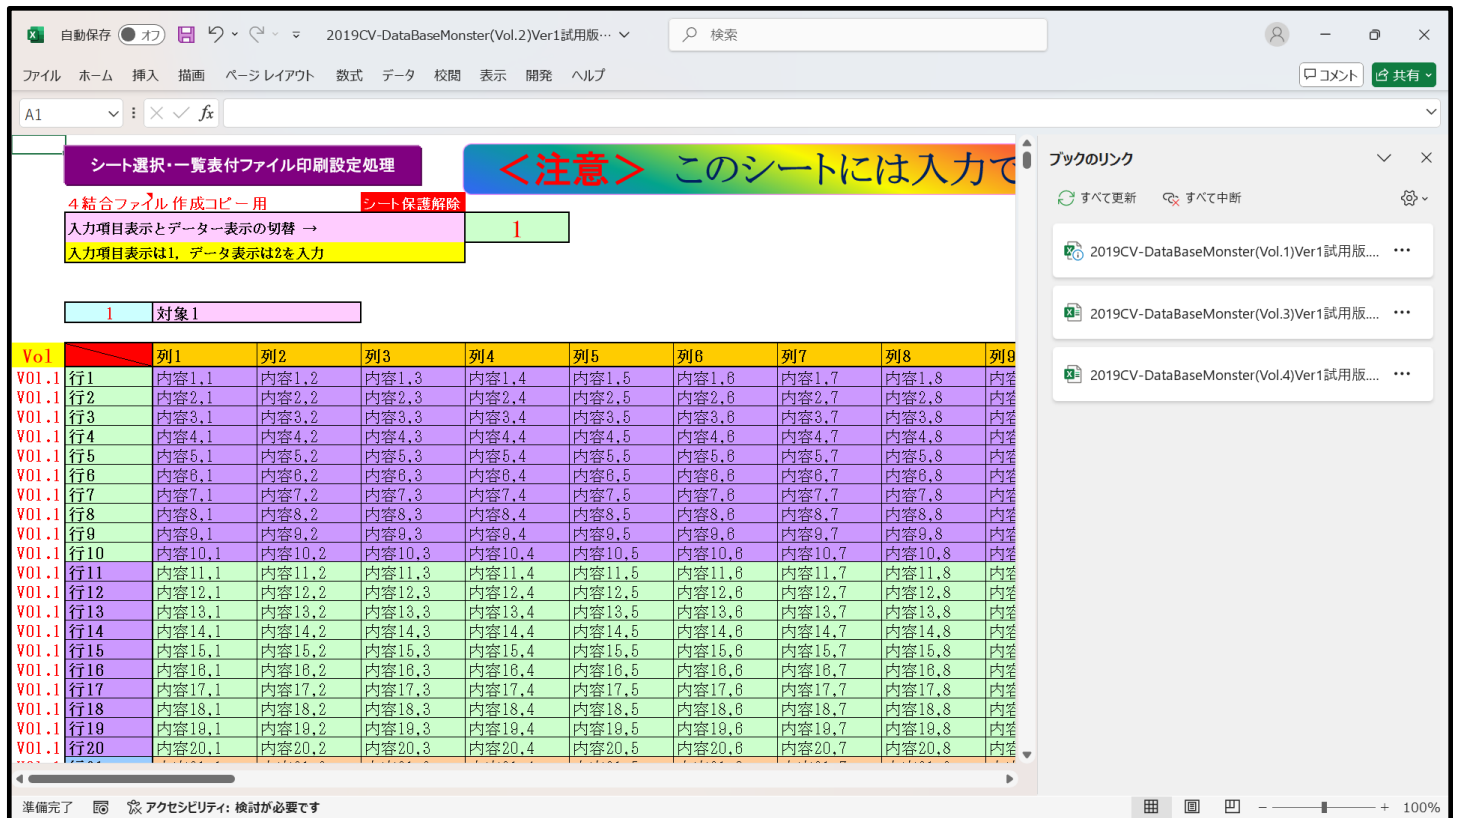 自動保存 オフ 2019CV-DataBaseMonster(Vol.2)Ver1試用版… 検索
ファイル ホーム 挿入 描画 ページ レイアウト 数式 データ 校閲 表示 開発 ヘルプ コメント 共有
A1 fx
シート選択・一覧表付ファイル印刷設定処理 ＜注意＞ このシートには入力で
4結合ファイル作成コピー用 シート保護解除
入力項目表示とデーター表示の切替 → 1
入力項目表示は1，データ表示は2を入力
1 対象1
Vol 列1 列2 列3 列4 列5 列6 列7 列8 列9
VOl.1 行1 内容1,1 内容1,2 内容1,3 内容1,4 内容1,5 内容1,6 内容1,7 内容1,8 内容
VOl.1 行2 内容2,1 内容2,2 内容2,3 内容2,4 内容2,5 内容2,6 内容2,7 内容2,8 内容
VOl.1 行3 内容3,1 内容3,2 内容3,3 内容3,4 内容3,5 内容3,6 内容3,7 内容3,8 内容
VOl.1 行4 内容4,1 内容4,2 内容4,3 内容4,4 内容4,5 内容4,6 内容4,7 内容4,8 内容
VOl.1 行5 内容5,1 内容5,2 内容5,3 内容5,4 内容5,5 内容5,6 内容5,7 内容5,8 内容
VOl.1 行6 内容6,1 内容6,2 内容6,3 内容6,4 内容6,5 内容6,6 内容6,7 内容6,8 内容
VOl.1 行7 内容7,1 内容7,2 内容7,3 内容7,4 内容7,5 内容7,6 内容7,7 内容7,8 内容
VOl.1 行8 内容8,1 内容8,2 内容8,3 内容8,4 内容8,5 内容8,6 内容8,7 内容8,8 内容
VOl.1 行9 内容9,1 内容9,2 内容9,3 内容9,4 内容9,5 内容9,6 内容9,7 内容9,8 内容
VOl.1 行10 内容10,1 内容10,2 内容10,3 内容10,4 内容10,5 内容10,6 内容10,7 内容10,8 内容
VOl.1 行11 内容11,1 内容11,2 内容11,3 内容11,4 内容11,5 内容11,6 内容11,7 内容11,8 内容
VOl.1 行12 内容12,1 内容12,2 内容12,3 内容12,4 内容12,5 内容12,6 内容12,7 内容12,8 内容
VOl.1 行13 内容13,1 内容13,2 内容13,3 内容13,4 内容13,5 内容13,6 内容13,7 内容13,8 内容
VOl.1 行14 内容14,1 内容14,2 内容14,3 内容14,4 内容14,5 内容14,6 内容14,7 内容14,8 内容
VOl.1 行15 内容15,1 内容15,2 内容15,3 内容15,4 内容15,5 内容15,6 内容15,7 内容15,8 内容
VOl.1 行16 内容16,1 内容16,2 内容16,3 内容16,4 内容16,5 内容16,6 内容16,7 内容16,8 内容
VOl.1 行17 内容17,1 内容17,2 内容17,3 内容17,4 内容17,5 内容17,6 内容17,7 内容17,8 内容
VOl.1 行18 内容18,1 内容18,2 内容18,3 内容18,4 内容18,5 内容18,6 内容18,7 内容18,8 内容
VOl.1 行19 内容19,1 内容19,2 内容19,3 内容19,4 内容19,5 内容19,6 内容19,7 内容19,8 内容
VOl.1 行20 内容20,1 内容20,2 内容20,3 内容20,4 内容20,5 内容20,6 内容20,7 内容20,8 内容
ブックのリンク
すべて更新 すべて中断
2019CV-DataBaseMonster(Vol.1)Ver1試用版....
2019CV-DataBaseMonster(Vol.3)Ver1試用版....
2019CV-DataBaseMonster(Vol.4)Ver1試用版....
準備完了 アクセシビリティ: 検討が必要です 100%